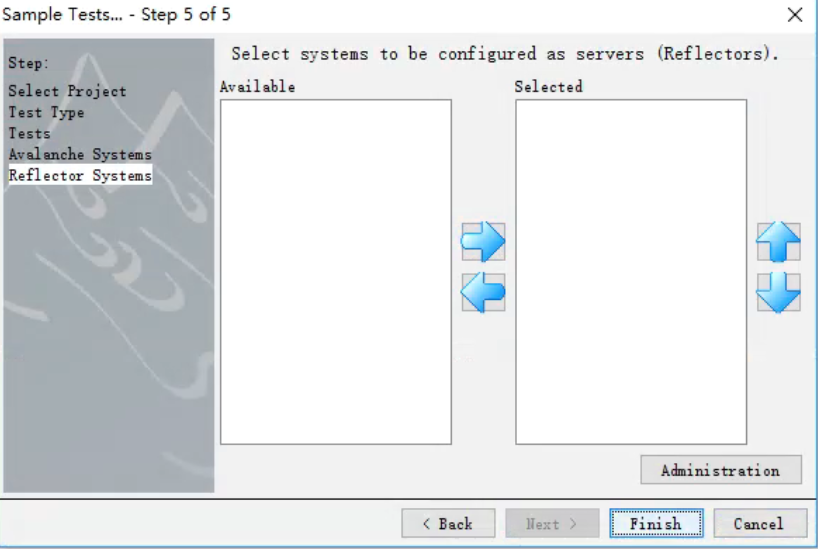 Sample Tests... - Step 5 of 5
Step:
Select Project
Test Type
Tests
Avalanche Systems
Reflector Systems
Select systems to be configured as servers (Reflectors).
Available
Selected
Administration
< Back
Next >
Finish
Cancel